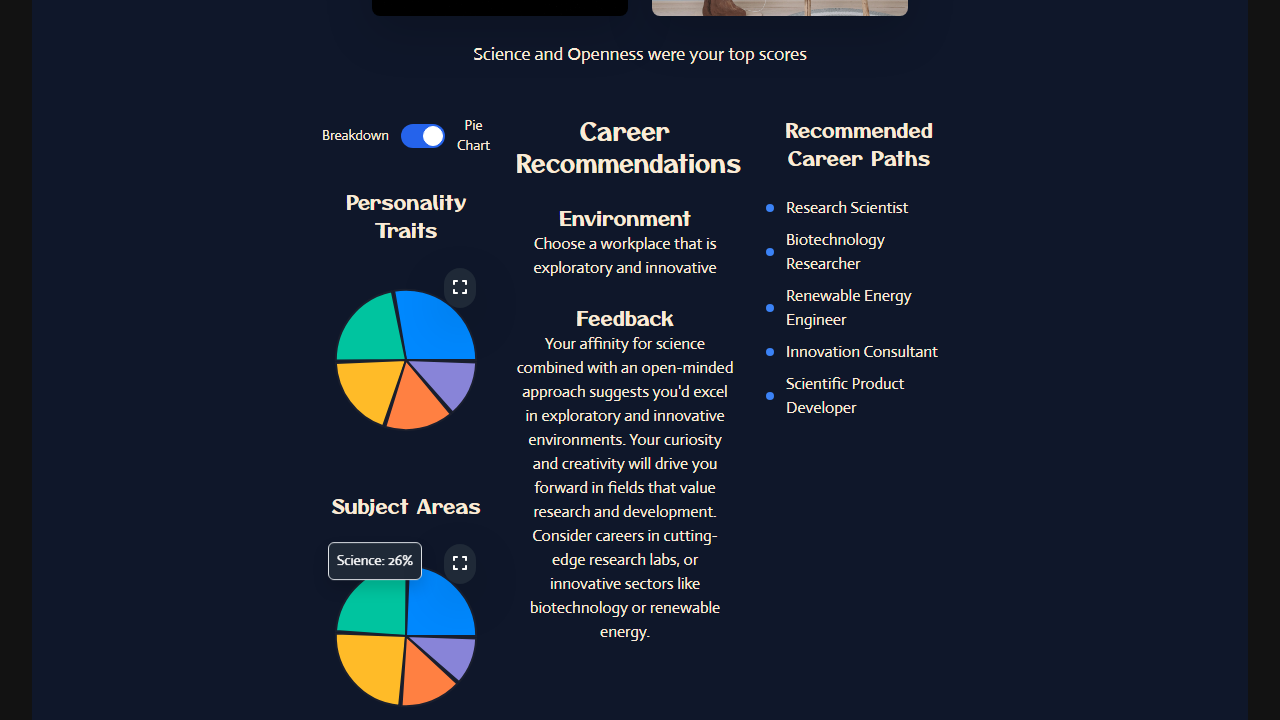 Science and Openness were your top scores
Breakdown
Pie
Chart
Personality
Traits
Subject Areas
Science: 26%
Career
Recommendations
Environment
Choose a workplace that is
exploratory and innovative
Feedback
Your affinity for science
combined with an open-minded
approach suggests you'd excel
in exploratory and innovative
environments. Your curiosity
and creativity will drive you
forward in fields that value
research and development.
Consider careers in cutting-
edge research labs, or
innovative sectors like
biotechnology or renewable
energy.
Recommended
Career Paths
Research Scientist
Biotechnology
Researcher
Renewable Energy
Engineer
Innovation Consultant
Scientific Product
Developer